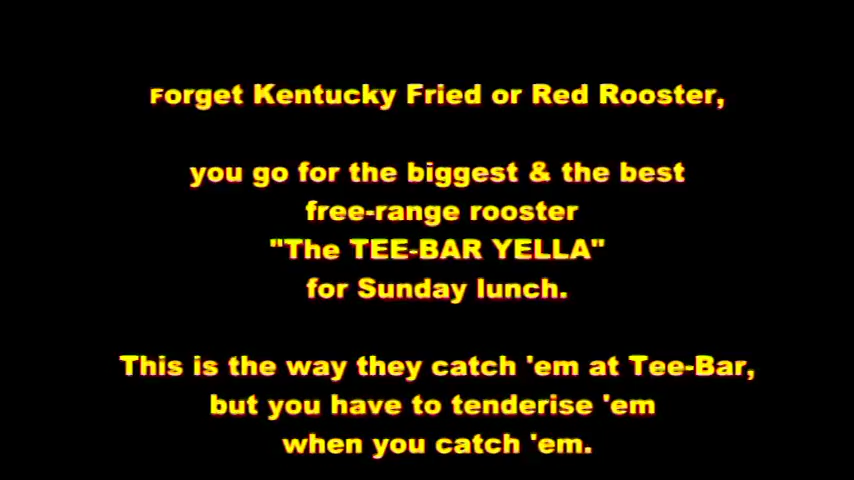 Forget Kentucky Fried or Red Rooster,
you go for the biggest & the best
free-range rooster
"The TEE-BAR YELLA"
for Sunday lunch.
This is the way they catch 'em at Tee-Bar,
but you have to tenderise 'em
when you catch 'em.